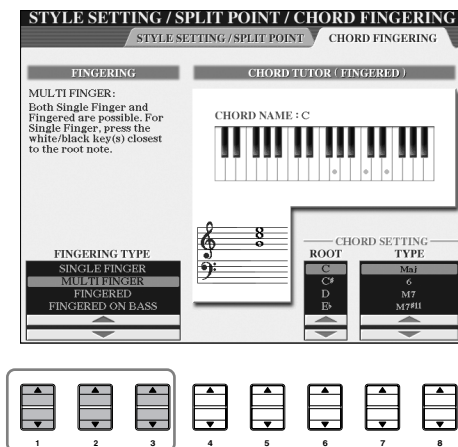 STYLE SETTING / SPLIT POINT / CHORD FINGERING
STYLE SETTING / SPLIT POINT
CHORD FINGERING
FINGERING
MULTI FINGER:
Both Single Finger and
Fingered are possible. For
Single Finger, press the
white/black key(s) closest
to the root note.
CHORD TUTOR ( FINGERED )
CHORD NAME : C
FINGERING TYPE
SINGLE FINGER
MULTI FINGER
FINGERED
FINGERED ON BASS
CHORD SETTING
ROOT
C
C♯
D
E♭
TYPE
Maj
6
M7
M7♯11
1 2 3 4 5 6 7 8